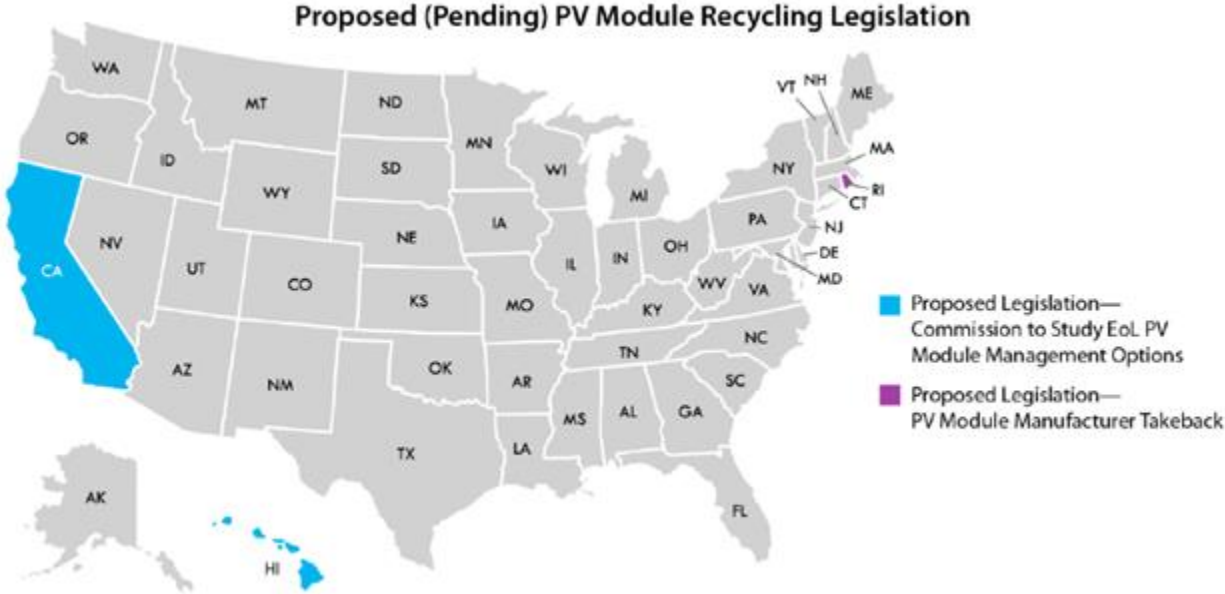 Proposed (Pending) PV Module Recycling Legislation
WA
MT
ND
MN
VT
NH
ME
OR
ID
SD
WI
MI
NY
MA
WY
RI
CT
IA
NE
PA
NJ
NV
UT
CO
IL
IN
OH
DE
MD
CA
KS
MO
WV
VA
KY
Proposed Legislation—
Commission to Study EoL PV
Module Management Options
NC
TN
AZ
NM
OK
AR
SC
Proposed Legislation—
PV Module Manufacturer Takeback
MS
AL
GA
LA
TX
AK
FL
HI